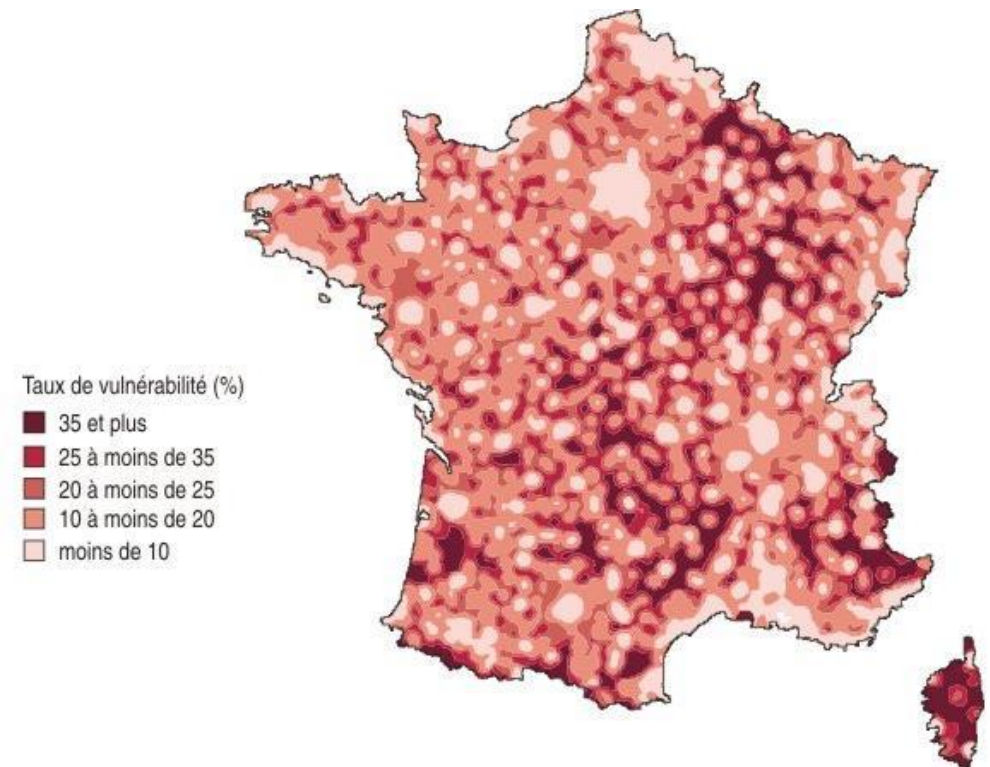 Taux de vulnérabilité (%)
35 et plus
25 à moins de 35
20 à moins de 25
10 à moins de 20
moins de 10